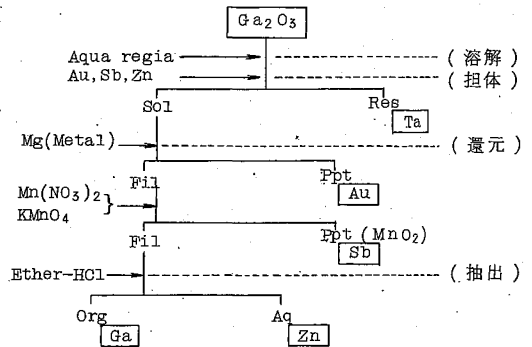 Ga₂O₃
Aqua regia (溶解)
Au,Sb,Zn (担体)
Sol Res
Ta
Mg(Metal) (還元)
Fil Ppt
Au
Mn(NO₃)₂
KMnO₄
Fil Ppt (MnO₂)
Sb
Ether-HCl (抽出)
Org Aq
Ga Zn